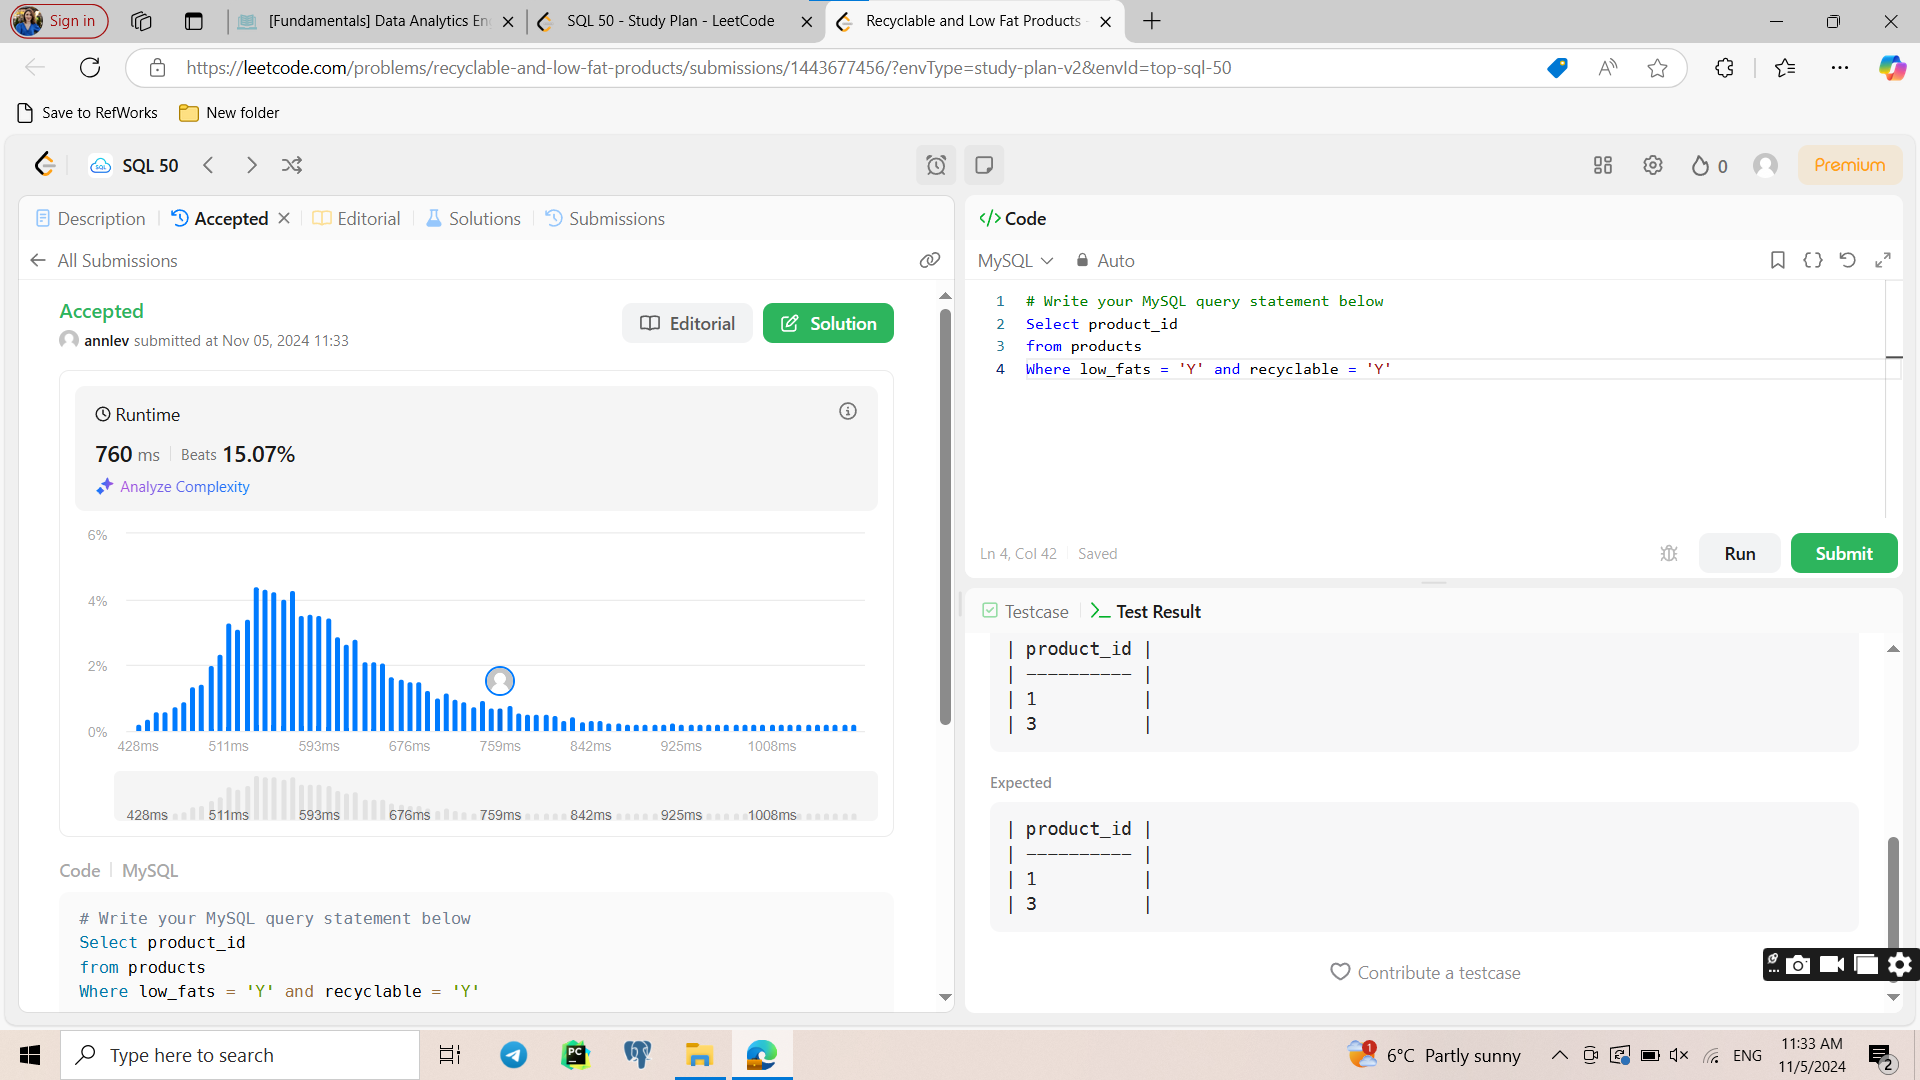 Sign in
[Fundamentals] Data Analytics En
SQL 50 - Study Plan - LeetCode
Recyclable and Low Fat Products
https://leetcode.com/problems/recyclable-and-low-fat-products/submissions/1443677456/?envType=study-plan-v2&envId=top-sql-50
Save to RefWorks
New folder
SQL 50
0
Premium
Description
Accepted
Editorial
Solutions
Submissions
All Submissions
Accepted
annlev submitted at Nov 05, 2024 11:33
Editorial
Solution
Runtime
760 ms
Beats 15.07%
Analyze Complexity
6%
4%
2%
0%
428ms 511ms 593ms 676ms 759ms 842ms 925ms 1008ms
428ms 511ms 593ms 676ms 759ms 842ms 925ms 1008ms
Code
MySQL
# Write your MySQL query statement below
Select product_id
from products
Where low_fats = 'Y' and recyclable = 'Y'
</> Code
MySQL
Auto
1 # Write your MySQL query statement below
2 Select product_id
3 from products
4 Where low_fats = 'Y' and recyclable = 'Y'
Ln 4, Col 42
Saved
Run
Submit
Testcase
Test Result
| product_id |
| ---------- |
| 1 |
| 3 |
Expected
| product_id |
| ---------- |
| 1 |
| 3 |
Contribute a testcase
Type here to search
PC
1
6°C Partly sunny
ENG
11:33 AM
11/5/2024
2